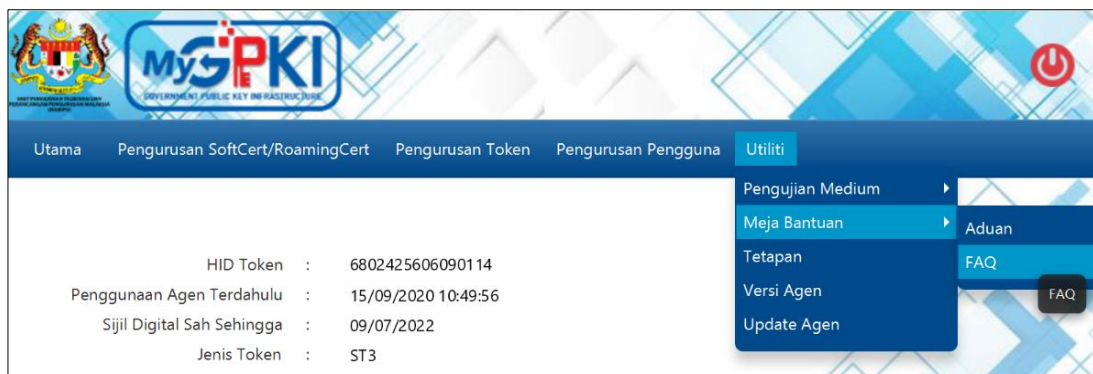 MyGPKI
GOVERNMENT PUBLIC KEY INFRASTRUCTURE
Utama Pengurusan SoftCert/RoamingCert Pengurusan Token Pengurusan Pengguna Utiliti
Pengujian Medium
Meja Bantuan
Aduan
Tetapan
FAQ
Versi Agen
FAQ
Update Agen
HID Token : 6802425606090114
Penggunaan Agen Terdahulu : 15/09/2020 10:49:56
Sijil Digital Sah Sehingga : 09/07/2022
Jenis Token : ST3